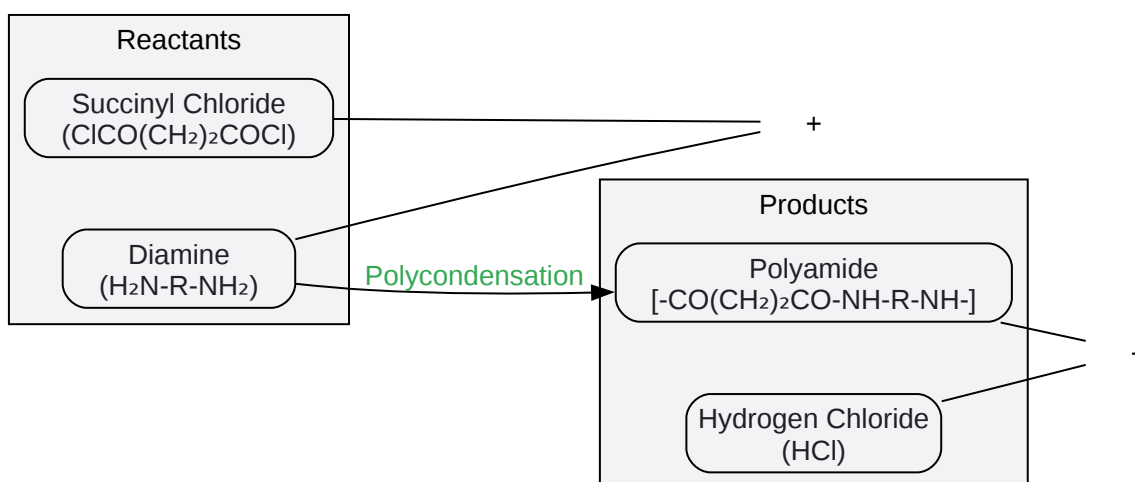 Reactants
Succinyl Chloride
(ClCO(CH₂)₂COCl)
+
Products
Diamine
(H₂N-R-NH₂)
Polycondensation
Polyamide
[-CO(CH₂)₂CO-NH-R-NH-]
Hydrogen Chloride
(HCl)